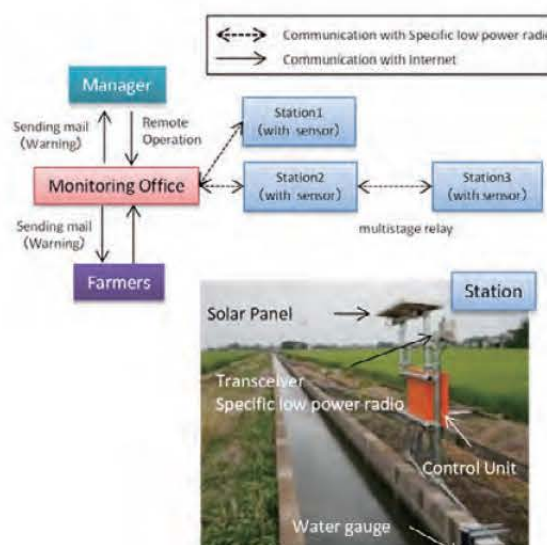 Communication with Specific low power radio
Communication with Internet
Manager
Sending mail
(Warning)
Remote
Operation
Station1
(with sensor)
Monitoring Office
Station2
(with sensor)
Station3
(with sensor)
multistage relay
Sending mail
(Warning)
Farmers
Station
Solar Panel
Transceiver
Specific low power radio
Control Unit
Water gauge